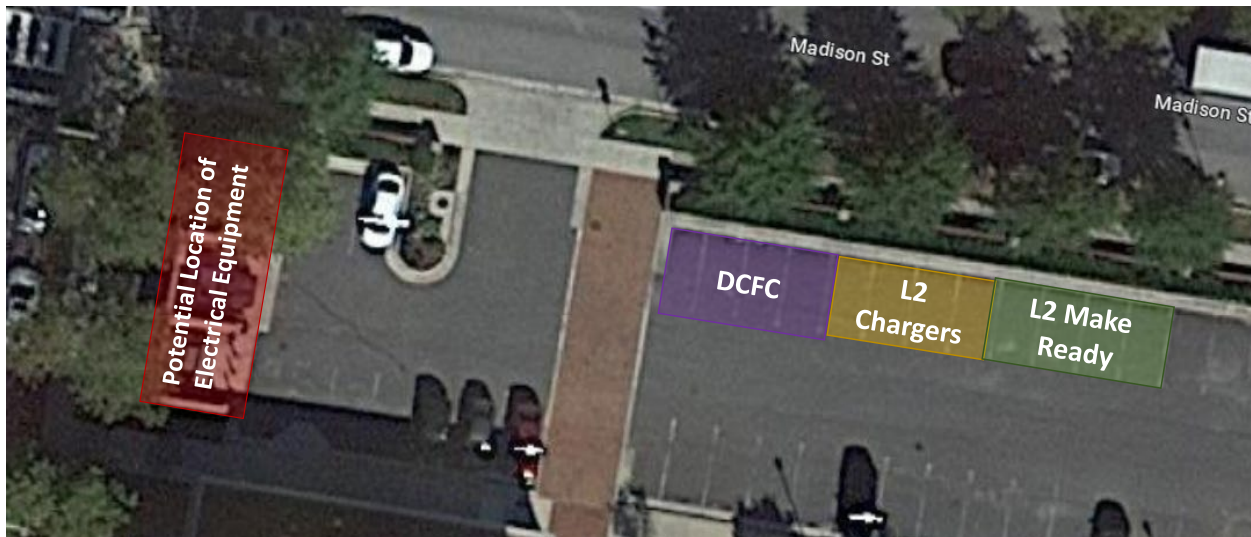 Madison St
Madison St
Potential Location of
Electrical Equipment
DCFC
L2
Chargers
L2 Make
Ready